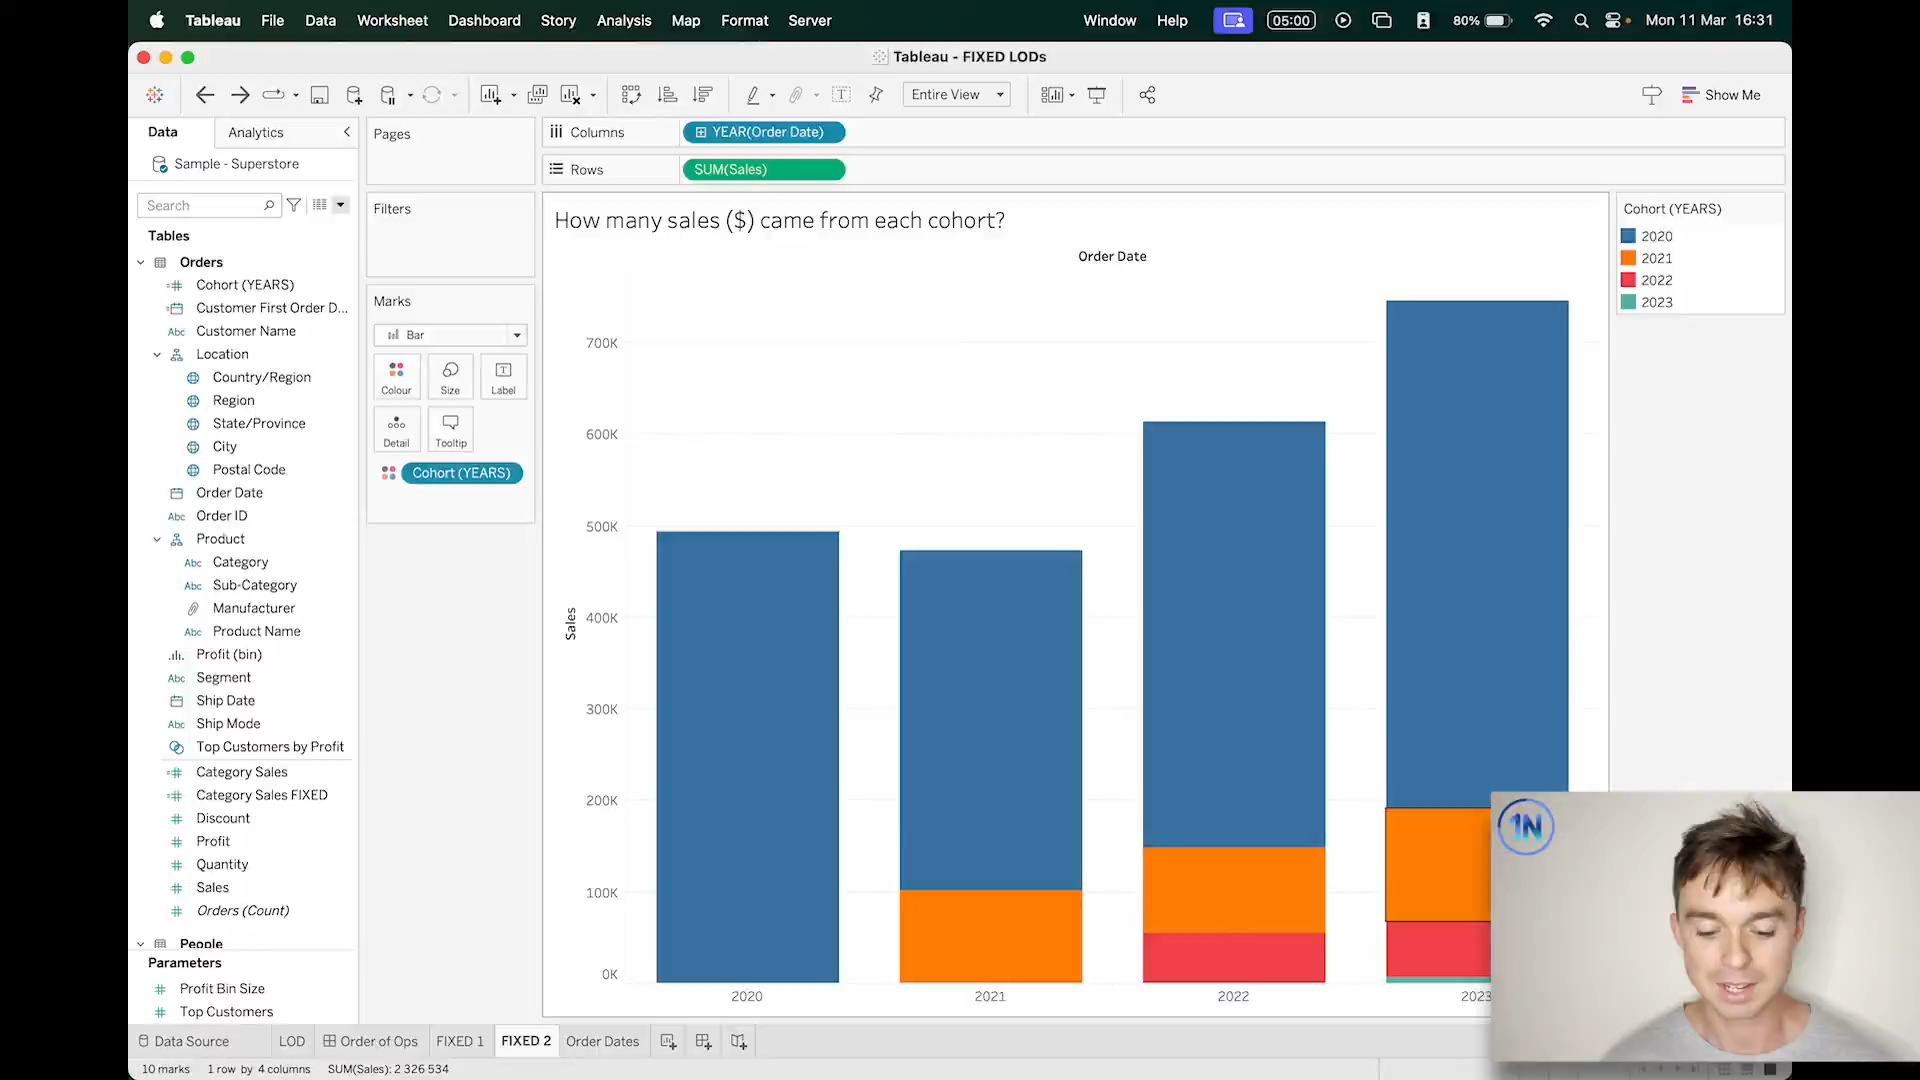 Tableau File Data Worksheet Dashboard Story Analysis Map Format Server Window Help 05:00 80% Mon 11 Mar 16:31
Tableau - FIXED LODs
Entire View
Show Me
Data
Analytics
Pages
Columns
YEAR(Order Date)
Sample - Superstore
Rows
SUM(Sales)
Search
Filters
Tables
Orders
Cohort (YEARS)
Customer First Order D...
Abc Customer Name
Location
Country/Region
Region
State/Province
City
Postal Code
Order Date
Abc Order ID
Product
Abc Category
Abc Sub-Category
Manufacturer
Abc Product Name
Profit (bin)
Abc Segment
Ship Date
Abc Ship Mode
Top Customers by Profit
Category Sales
Category Sales FIXED
Discount
Profit
Quantity
Sales
Orders (Count)
People
Parameters
Profit Bin Size
Top Customers
Marks
Bar
Colour
Size
Label
Detail
Tooltip
Cohort (YEARS)
How many sales ($) came from each cohort?
Order Date
700K
600K
500K
400K
300K
200K
100K
0K
Sales
2020
2021
2022
2023
Cohort (YEARS)
2020
2021
2022
2023
1N
Data Source
LOD
Order of Ops
FIXED 1
FIXED 2
Order Dates
10 marks 1 row by 4 columns SUM(Sales): 2 326 534